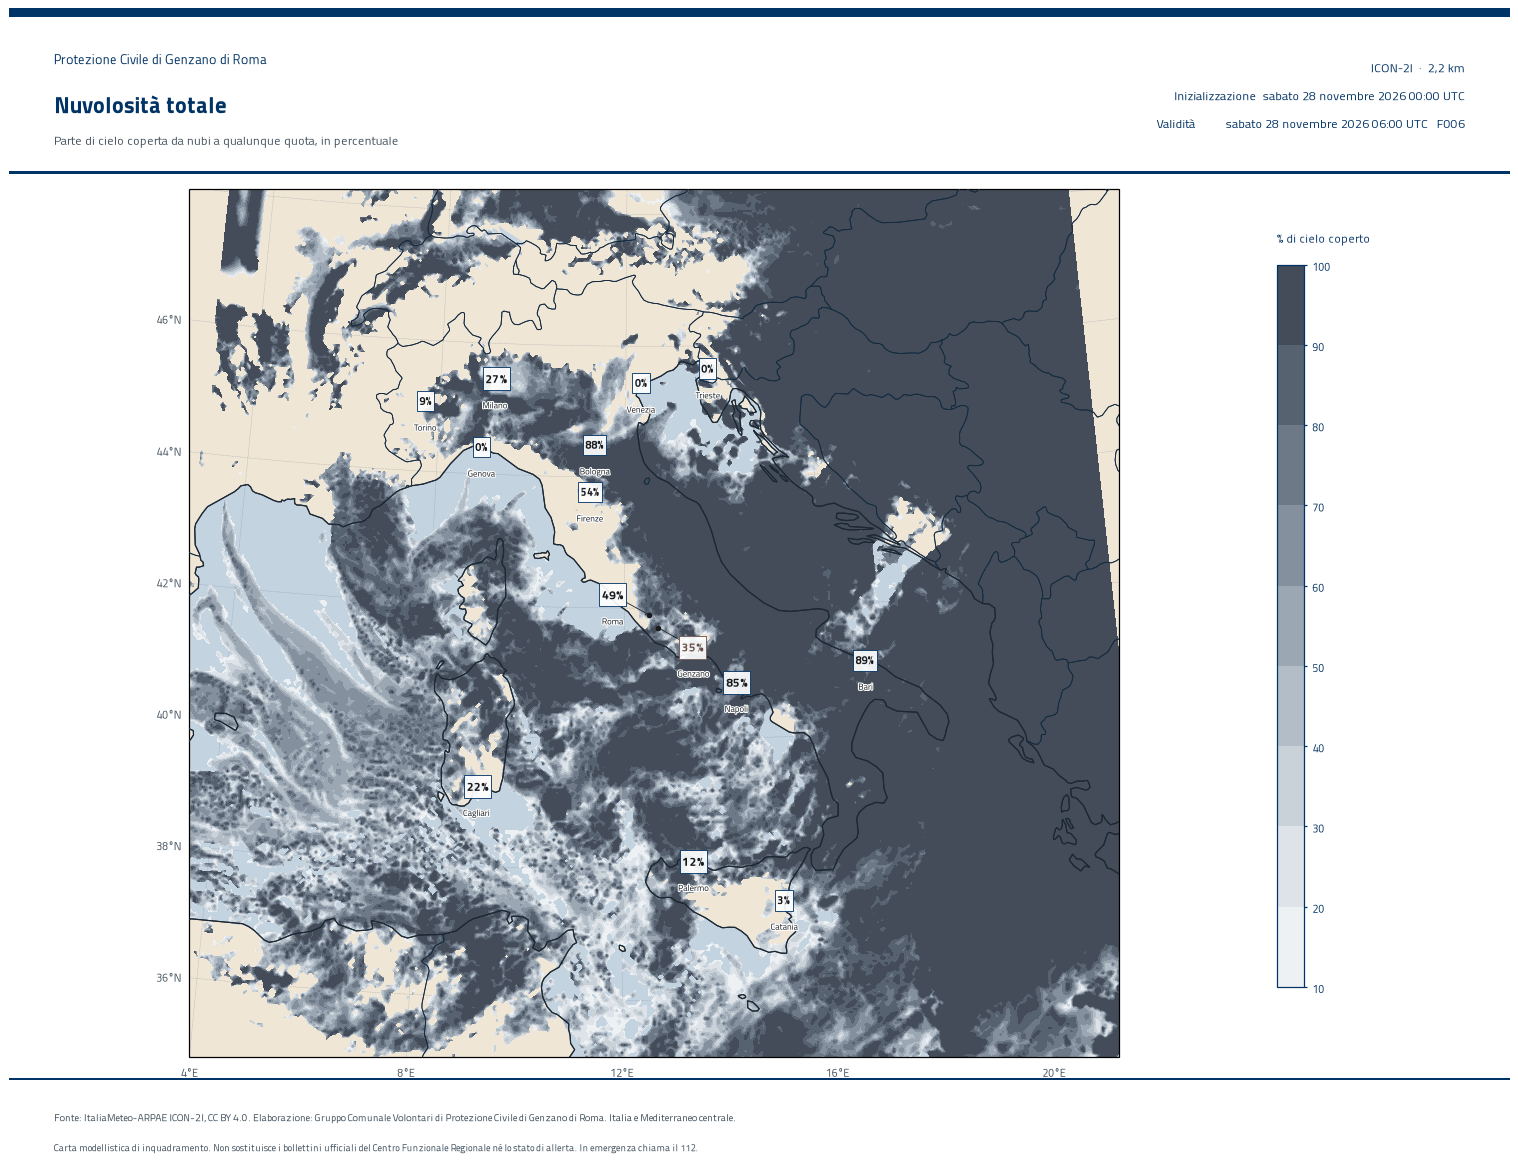 Protezione Civile di Genzano di Roma
Nuvolosità totale
Parte di cielo coperta da nubi a qualunque quota, in percentuale
ICON-2I · 2,2 km
Inizializzazione sabato 28 novembre 2026 00:00 UTC
Validità sabato 28 novembre 2026 06:00 UTC F006
% di cielo coperto
100
90
80
70
60
50
40
30
20
10
46°N
44°N
42°N
40°N
38°N
36°N
4°E
8°E
12°E
16°E
20°E
0%
Trieste
27%
Milano
0%
Venezia
9%
Torino
0%
Genova
88%
Bologna
54%
Firenze
49%
Roma
35%
Genzano
89%
Bari
85%
Napoli
22%
Cagliari
12%
Palermo
3%
Catania
Fonte: ItaliaMeteo-ARPAE ICON-2I, CC BY 4.0. Elaborazione: Gruppo Comunale Volontari di Protezione Civile di Genzano di Roma. Italia e Mediterraneo centrale.
Carta modellistica di inquadramento. Non sostituisce i bollettini ufficiali del Centro Funzionale Regionale né lo stato di allerta. In emergenza chiama il 112.